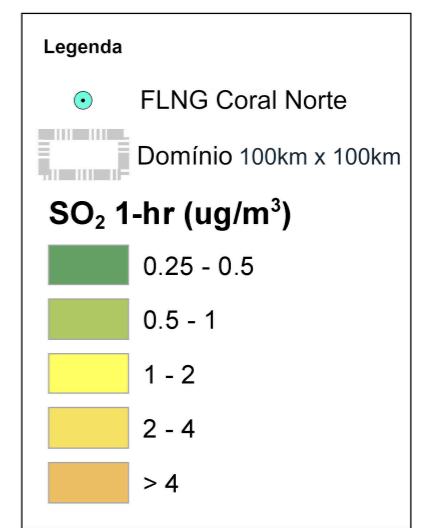 Legenda
FLNG Coral Norte
Domínio 100km x 100km
SO₂ 1-hr (ug/m³)
0.25 - 0.5
0.5 - 1
1 - 2
2 - 4
> 4